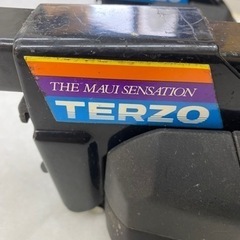 THE MAUI SENSATION
TERZO